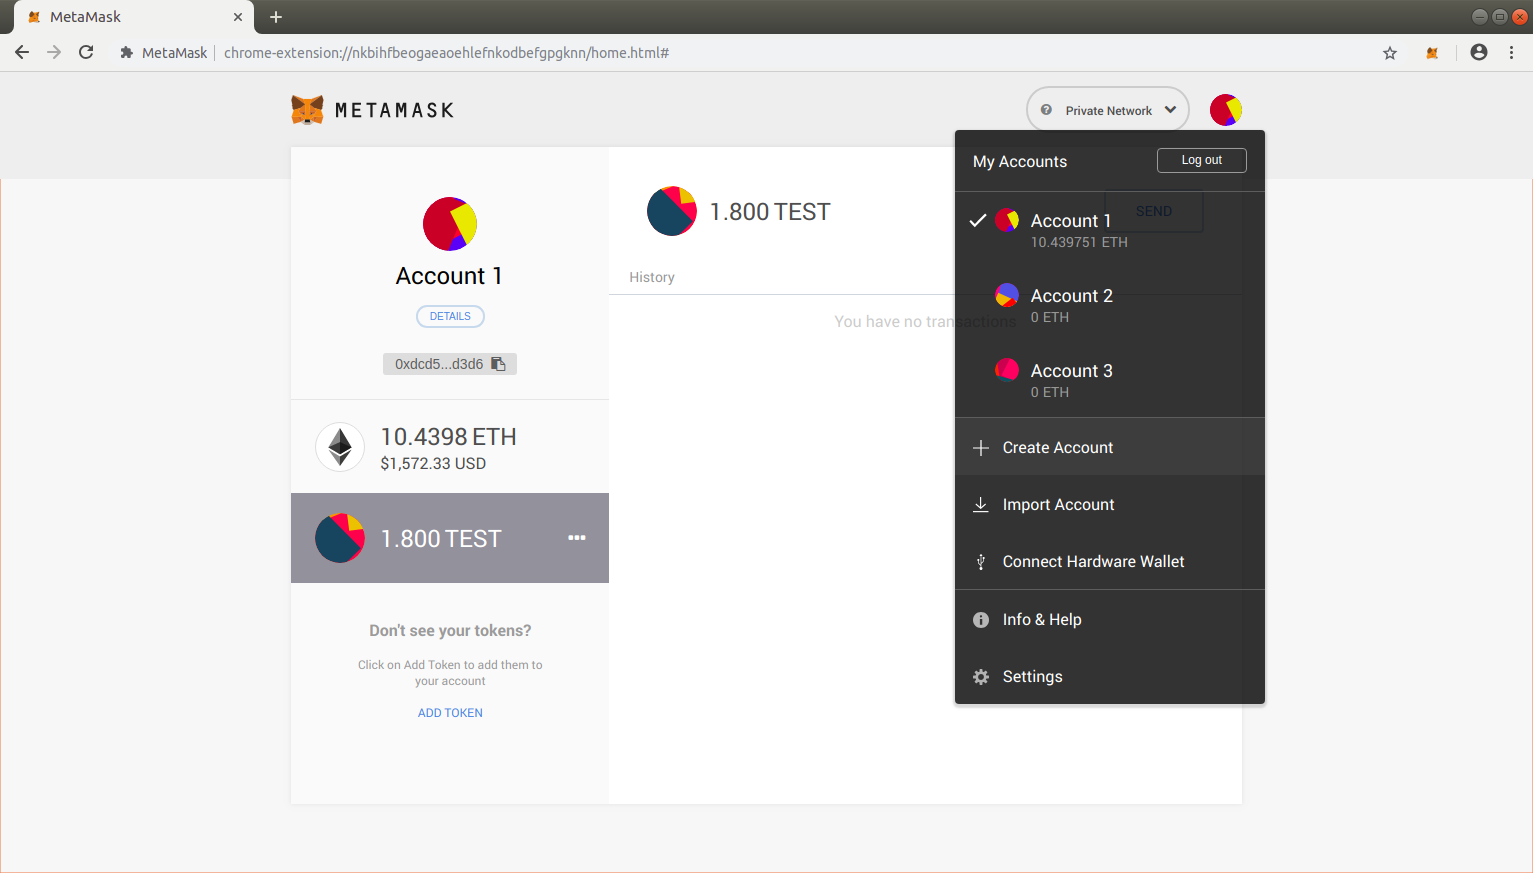 MetaMask
MetaMask chrome-extension://nkbihfbeogaeaoehlefnkodbefgpgknn/home.html#
METAMASK
Private Network
Account 1
DETAILS
0xdcd5...d3d6
10.4398 ETH
$1,572.33 USD
1.800 TEST
Don't see your tokens?
Click on Add Token to add them to
your account
ADD TOKEN
1.800 TEST
SEND
History
You have no transactions
My Accounts
Log out
Account 1
10.439751 ETH
Account 2
0 ETH
Account 3
0 ETH
Create Account
Import Account
Connect Hardware Wallet
Info & Help
Settings